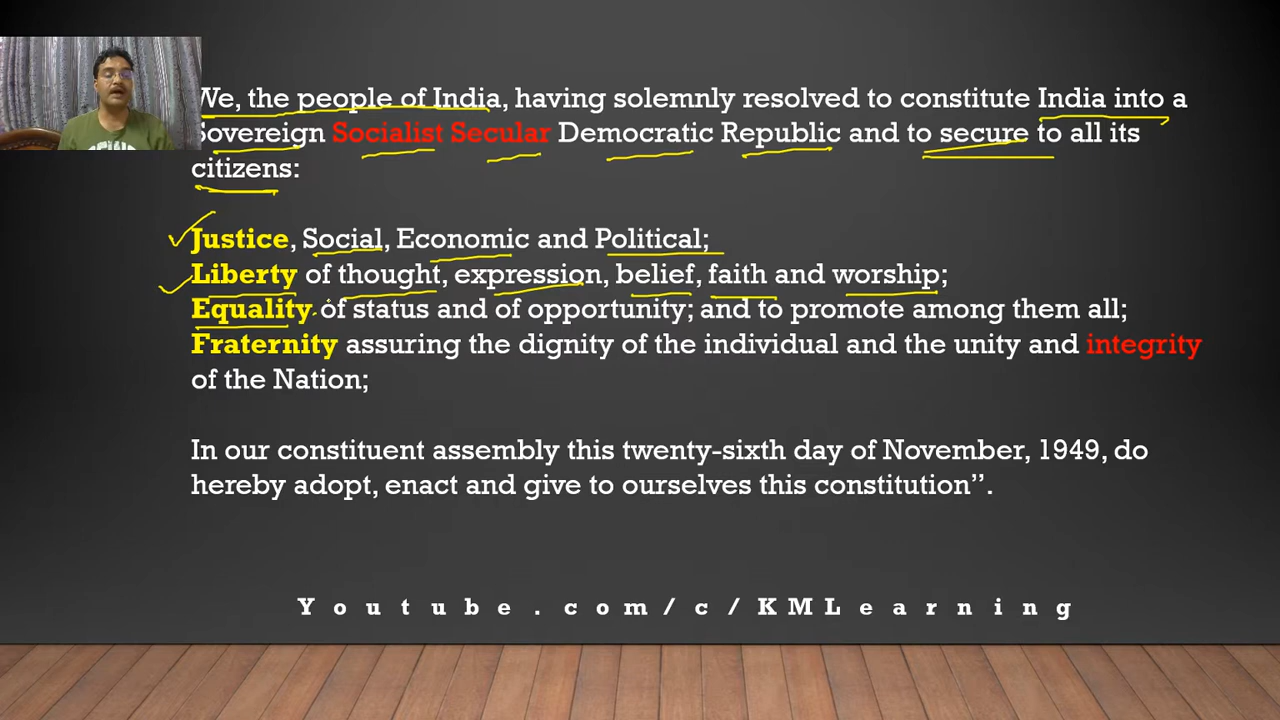 We, the people of India, having solemnly resolved to constitute India into a
Sovereign Socialist Secular Democratic Republic and to secure to all its
citizens:
Justice, Social, Economic and Political;
Liberty of thought, expression, belief, faith and worship;
Equality of status and of opportunity; and to promote among them all;
Fraternity assuring the dignity of the individual and the unity and integrity
of the Nation;
In our constituent assembly this twenty-sixth day of November, 1949, do
hereby adopt, enact and give to ourselves this constitution”.
Youtube.com/c/KMLearning